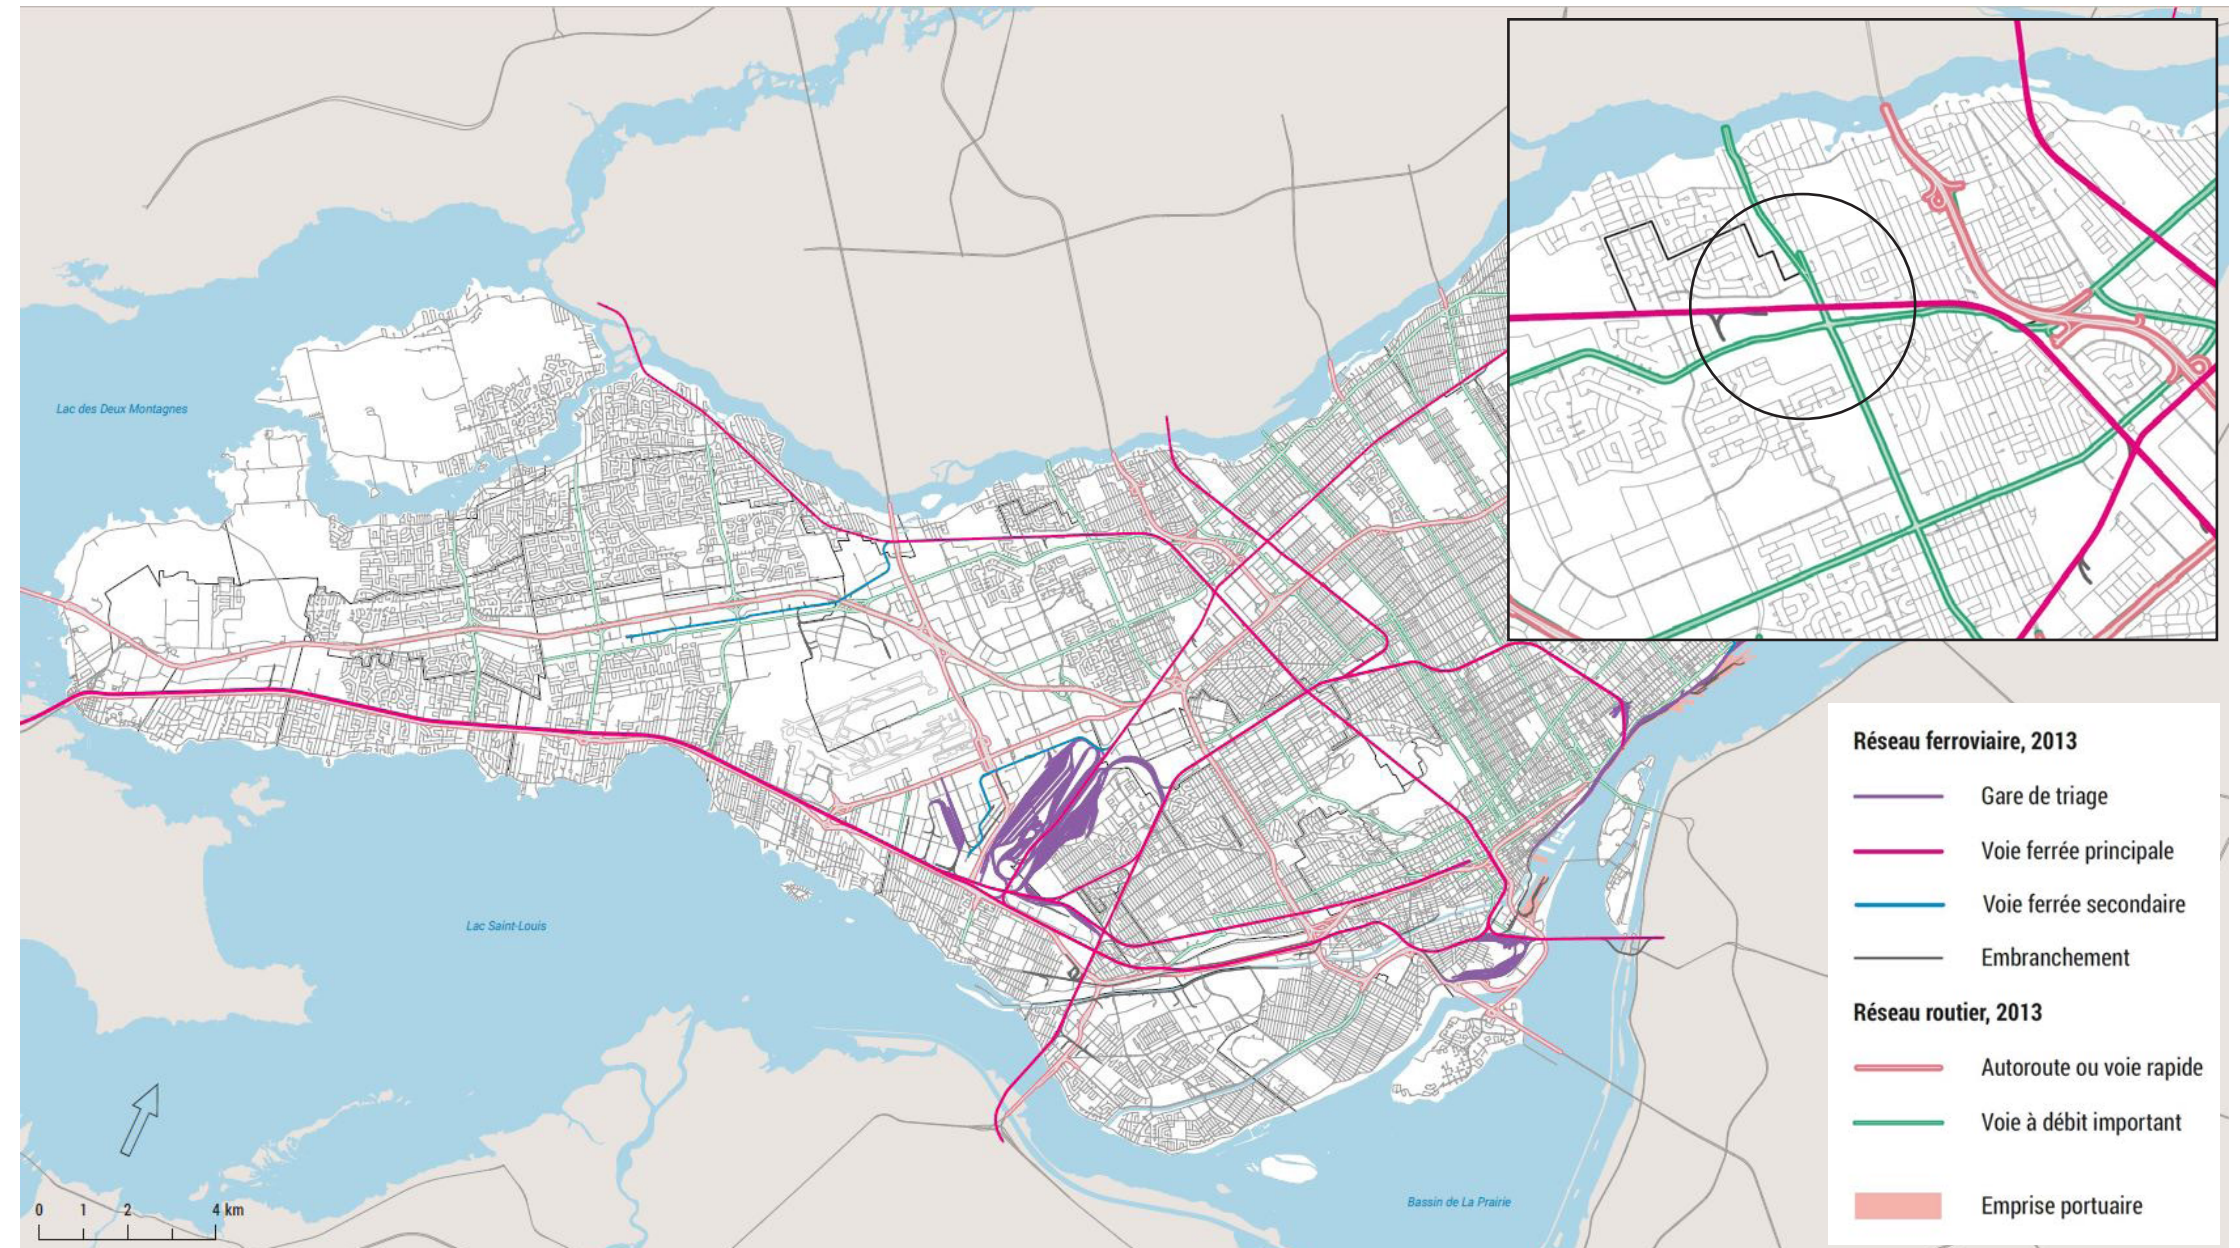 Lac des Deux Montagnes
Lac Saint-Louis
Bassin de La Prairie
0 1 2 4 km
Réseau ferroviaire, 2013
Gare de triage
Voie ferrée principale
Voie ferrée secondaire
Embranchement
Réseau routier, 2013
Autoroute ou voie rapide
Voie à débit important
Emprise portuaire